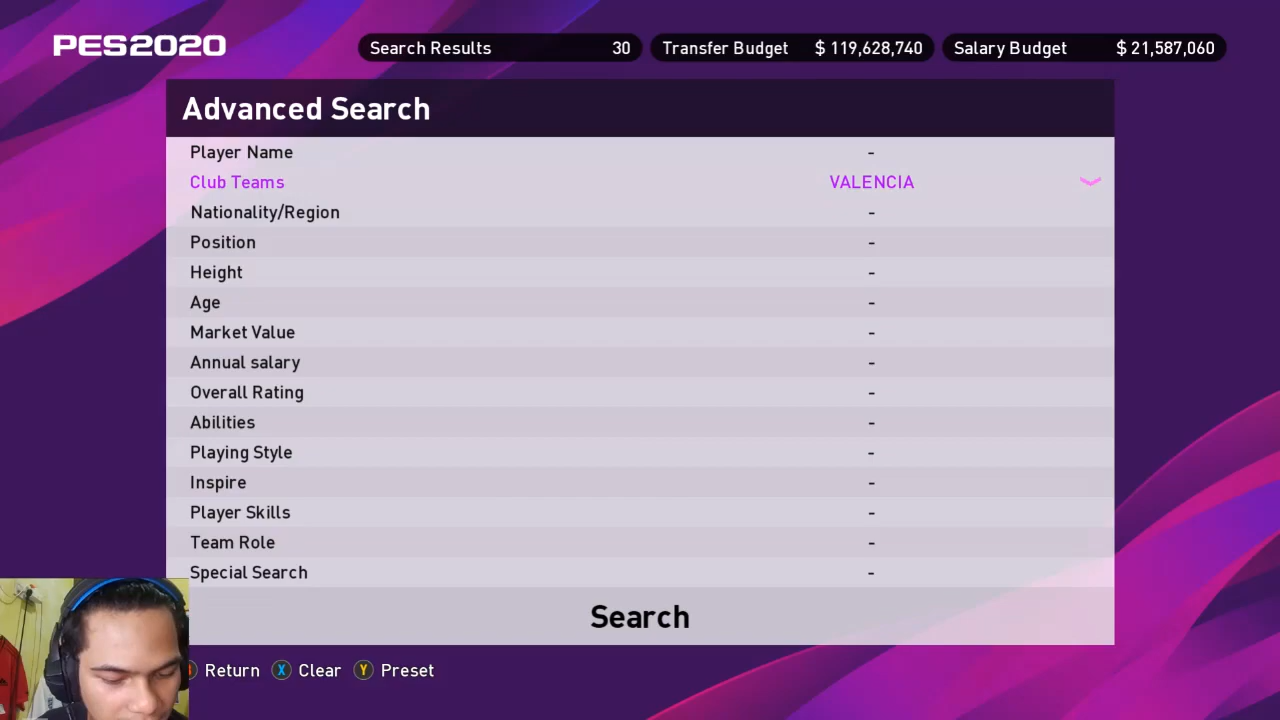 PES2020
Search Results 30 Transfer Budget $ 119,628,740 Salary Budget $ 21,587,060
Advanced Search
Player Name -
Club Teams VALENCIA
Nationality/Region -
Position -
Height -
Age -
Market Value -
Annual salary -
Overall Rating -
Abilities -
Playing Style -
Inspire -
Player Skills -
Team Role -
Special Search -
Search
Return X Clear Y Preset